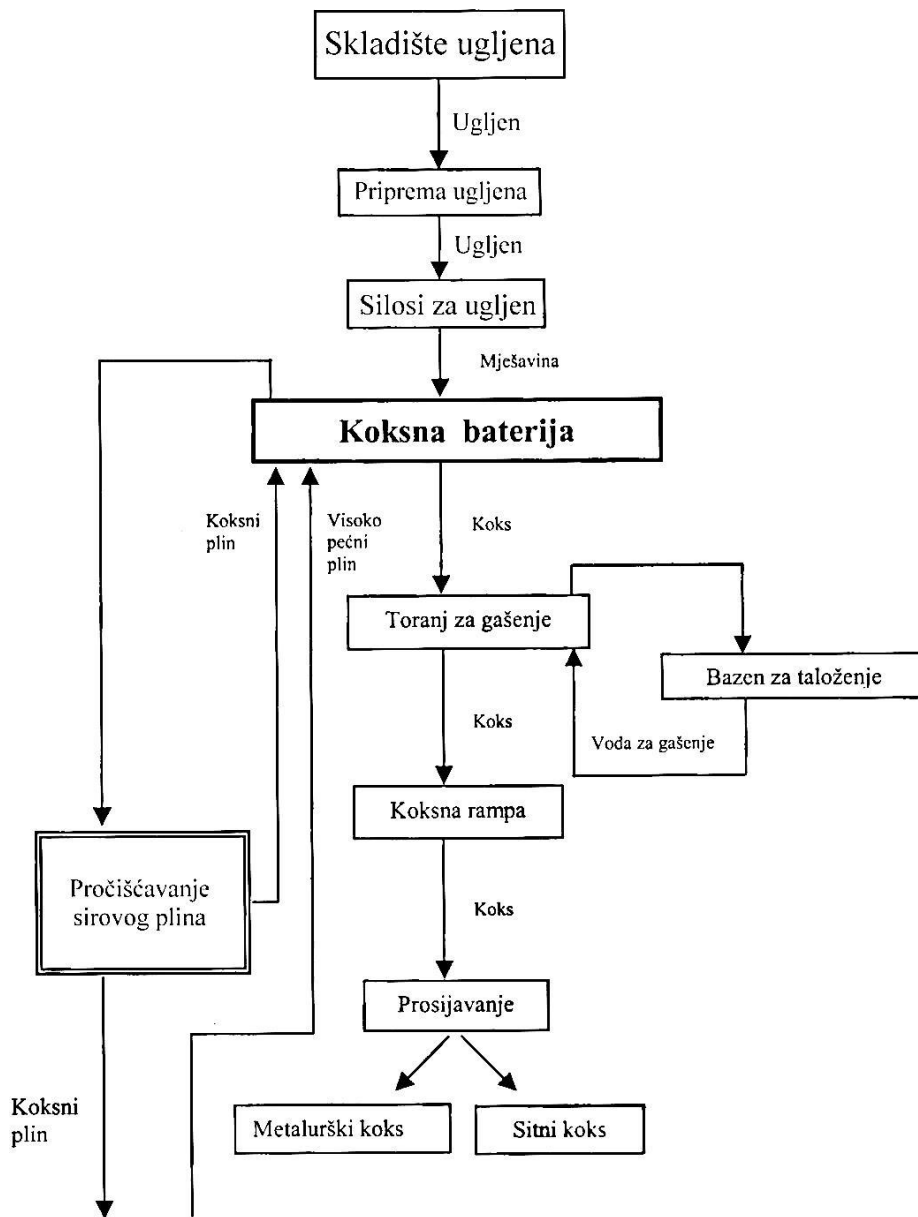 Skladište ugljena
Ugljen
Priprema ugljena
Ugljen
Silosi za ugljen
Mješavina
Koksna baterija
Koksni
plin
Visoko
pećni
plin
Koks
Toranj za gašenje
Bazen za taloženje
Koks
Voda za gašenje
Koksna rampa
Pročišćavanje
sirovog plina
Koks
Prosijavanje
Koksni
plin
Metalurški koks
Sitni koks